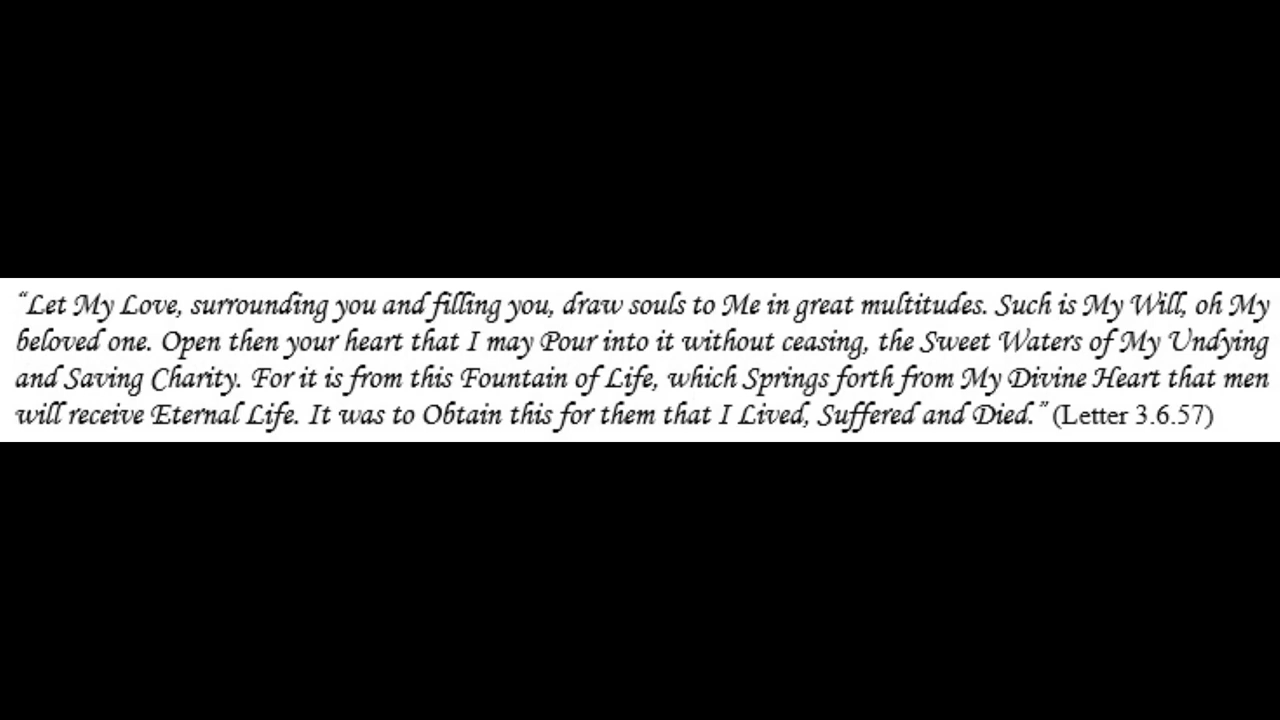 “Let My Love, surrounding you and filling you, draw souls to Me in great multitudes. Such is My Will, oh My
beloved one. Open then your heart that I may Pour into it without ceasing, the Sweet Waters of My Undying
and Saving Charity. For it is from this Fountain of Life, which Springs forth from My Divine Heart that men
will receive Eternal Life. It was to Obtain this for them that I Lived, Suffered and Died.” (Letter 3.6.57)